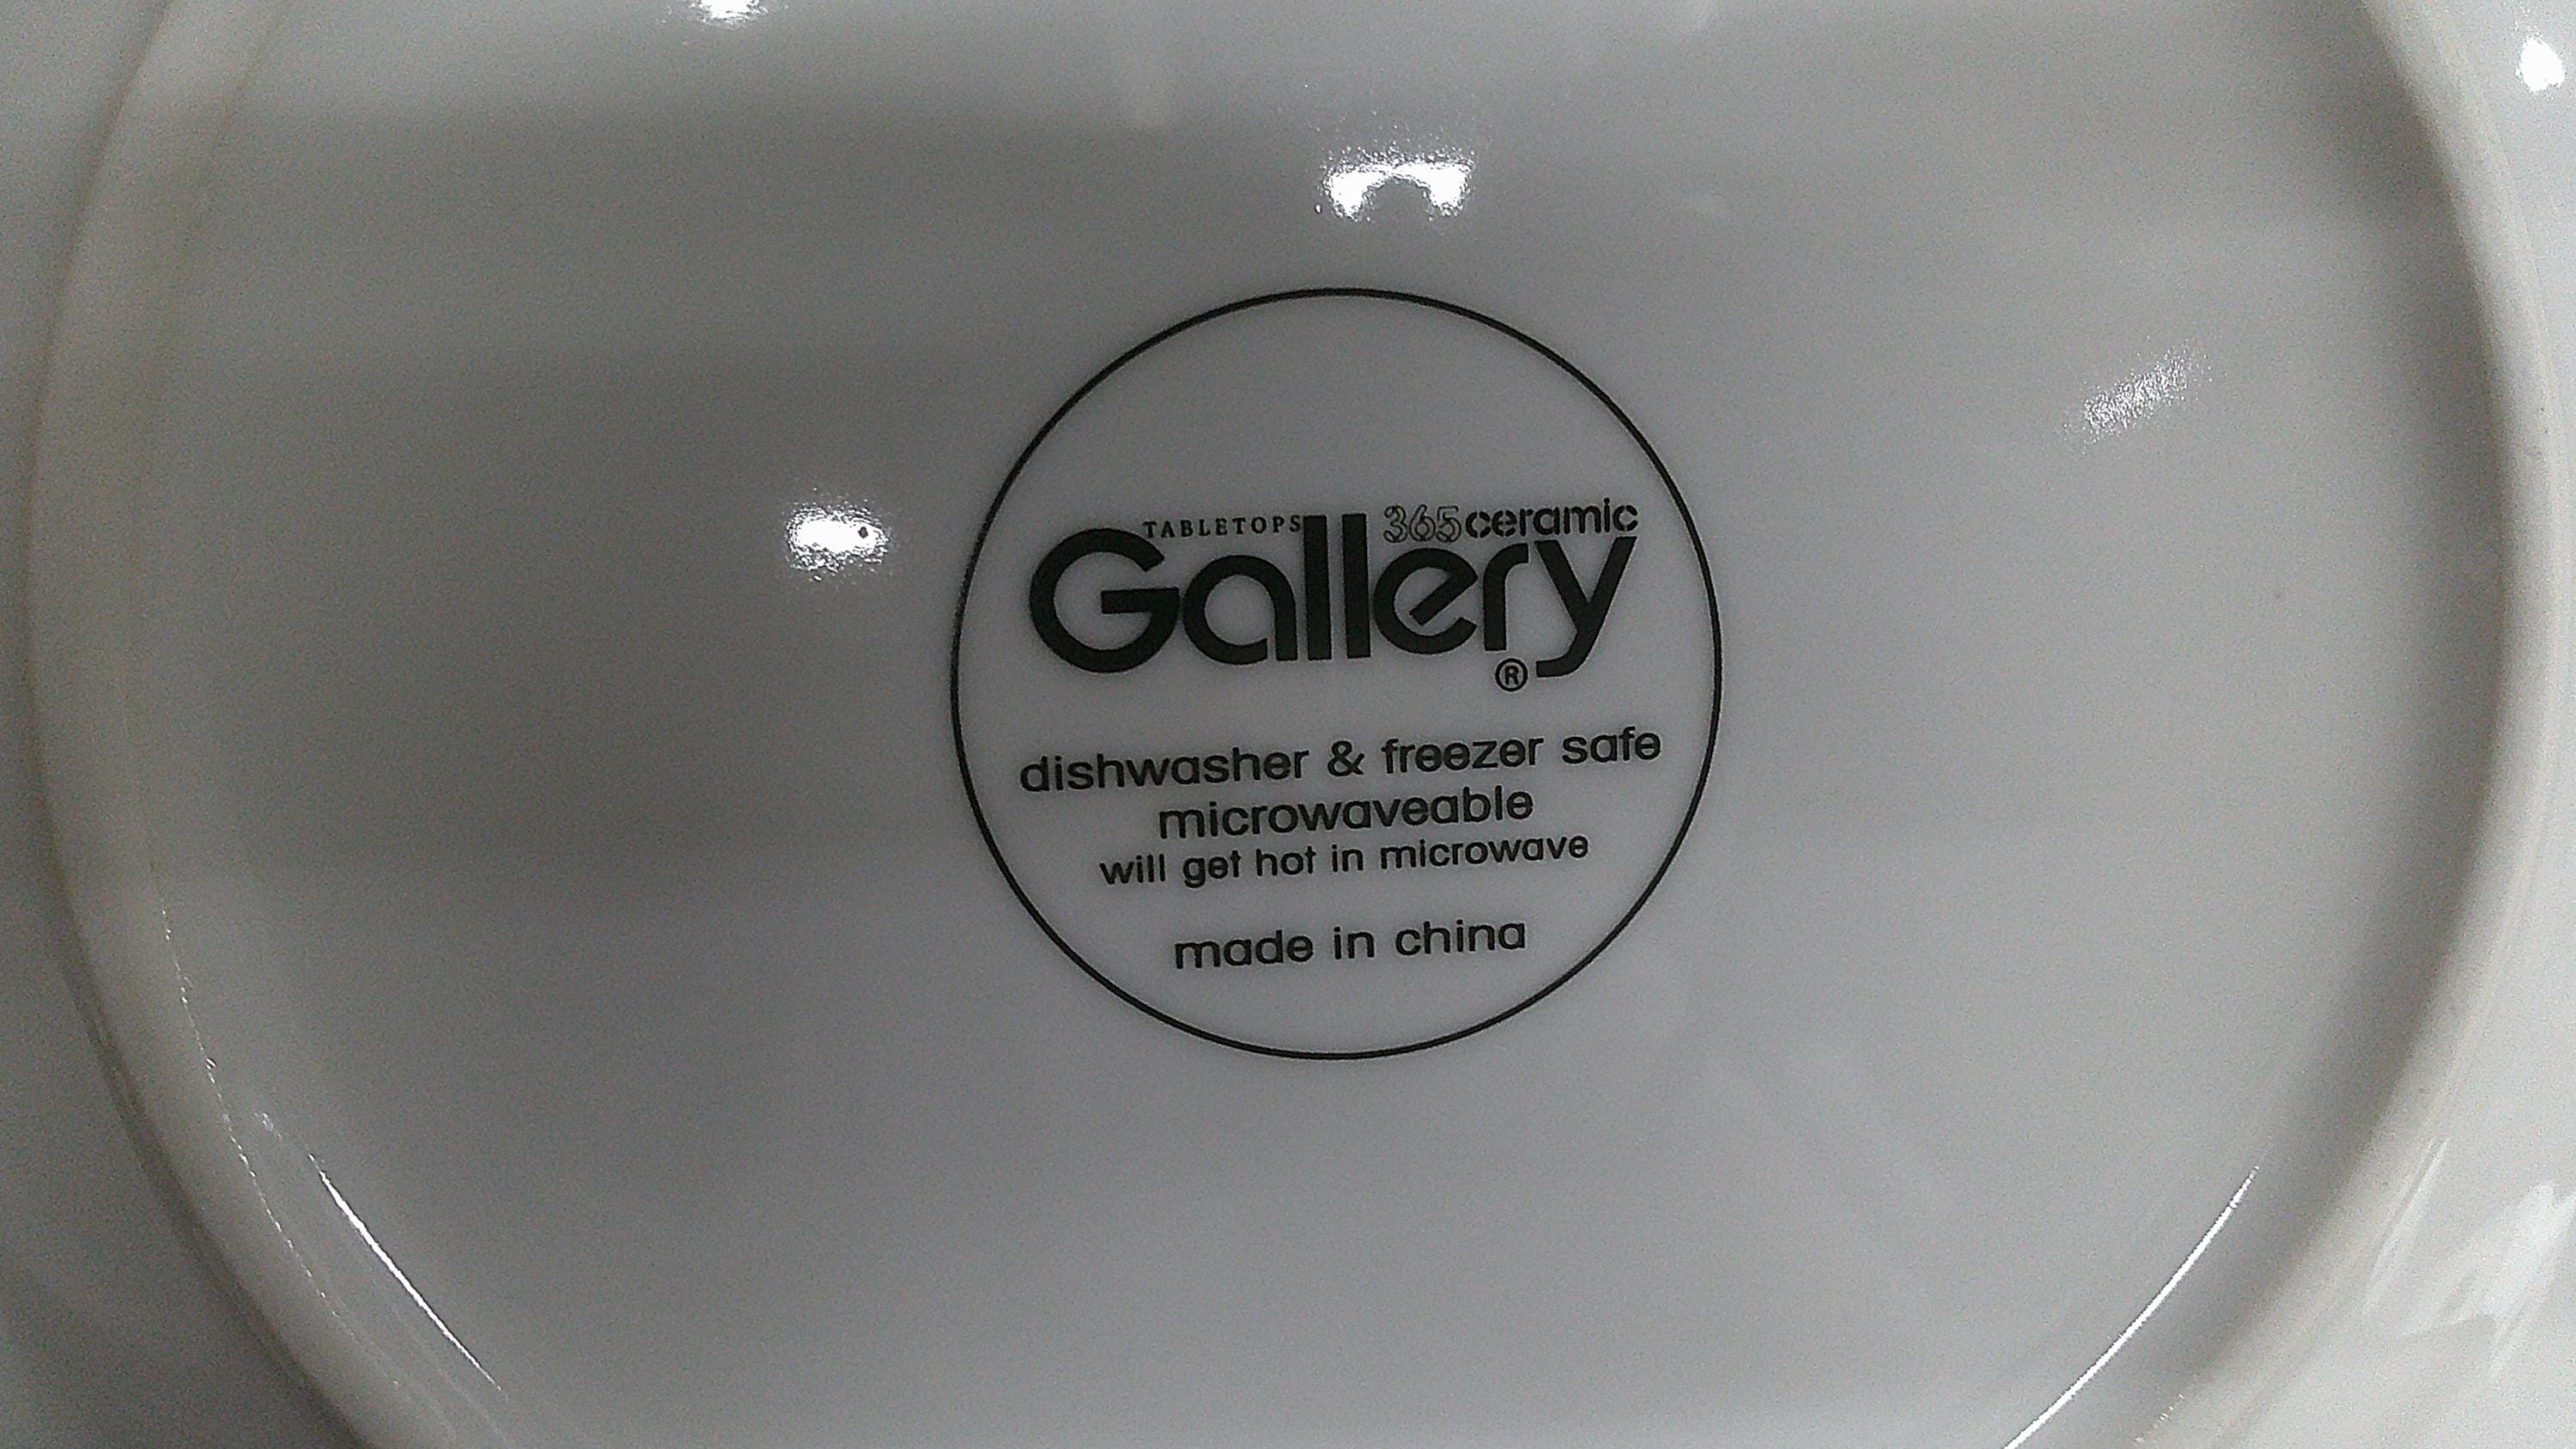 TABLETOPS 365ceramic
Gallery
®
dishwasher & freezer safe
microwaveable
will get hot in microwave
made in china